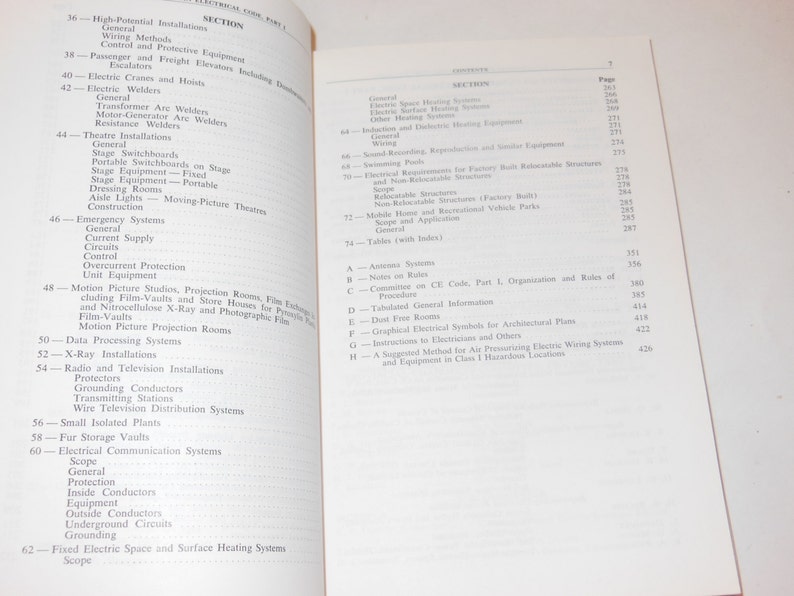 ELECTRICAL CODE, PART I
SECTION
36 — High-Potential Installations
General
Wiring Methods
Control and Protective Equipment
38 — Passenger and Freight Elevators Including Dumbwaiters
Escalators
40 — Electric Cranes and Hoists
42 — Electric Welders
General
Transformer Arc Welders
Motor-Generator Arc Welders
Resistance Welders
44 — Theatre Installations
General
Stage Switchboards
Portable Switchboards on Stage
Stage Equipment — Fixed
Stage Equipment — Portable
Dressing Rooms
Aisle Lights — Moving-Picture Theatres
Construction
46 — Emergency Systems
General
Current Supply
Circuits
Control
Overcurrent Protection
Unit Equipment
48 — Motion Picture Studios, Projection Rooms, Film Exchanges
cluding Film-Vaults and Store Houses for Pyroxylin
and Nitrocellulose X-Ray and Photographic Film
Film-Vaults
Motion Picture Projection Rooms
50 — Data Processing Systems
52 — X-Ray Installations
54 — Radio and Television Installations
Protectors
Grounding Conductors
Transmitting Stations
Wire Television Distribution Systems
56 — Small Isolated Plants
58 — Fur Storage Vaults
60 — Electrical Communication Systems
Scope
General
Protection
Inside Conductors
Equipment
Outside Conductors
Underground Circuits
Grounding
62 — Fixed Electric Space and Surface Heating Systems
Scope
CONTENTS 7
SECTION Page
General 263
Electric Space Heating Systems 266
Electric Surface Heating Systems 268
Other Heating Systems 269
64 — Induction and Dielectric Heating Equipment 271
General 271
Wiring 271
66 — Sound-Recording, Reproduction and Similar Equipment 274
68 — Swimming Pools 275
70 — Electrical Requirements for Factory Built Relocatable Structures
and Non-Relocatable Structures 278
Scope 278
Relocatable Structures 278
Non-Relocatable Structures (Factory Built) 284
72 — Mobile Home and Recreational Vehicle Parks 285
Scope and Application 285
General 285
74 — Tables (with Index) 287
A — Antenna Systems 351
B — Notes on Rules 356
C — Committee on CE Code, Part I, Organization and Rules of
Procedure 380
D — Tabulated General Information 385
E — Dust Free Rooms 414
F — Graphical Electrical Symbols for Architectural Plans 418
G — Instructions to Electricians and Others 422
H — A Suggested Method for Air Pressurizing Electric Wiring Systems
and Equipment in Class I Hazardous Locations 426